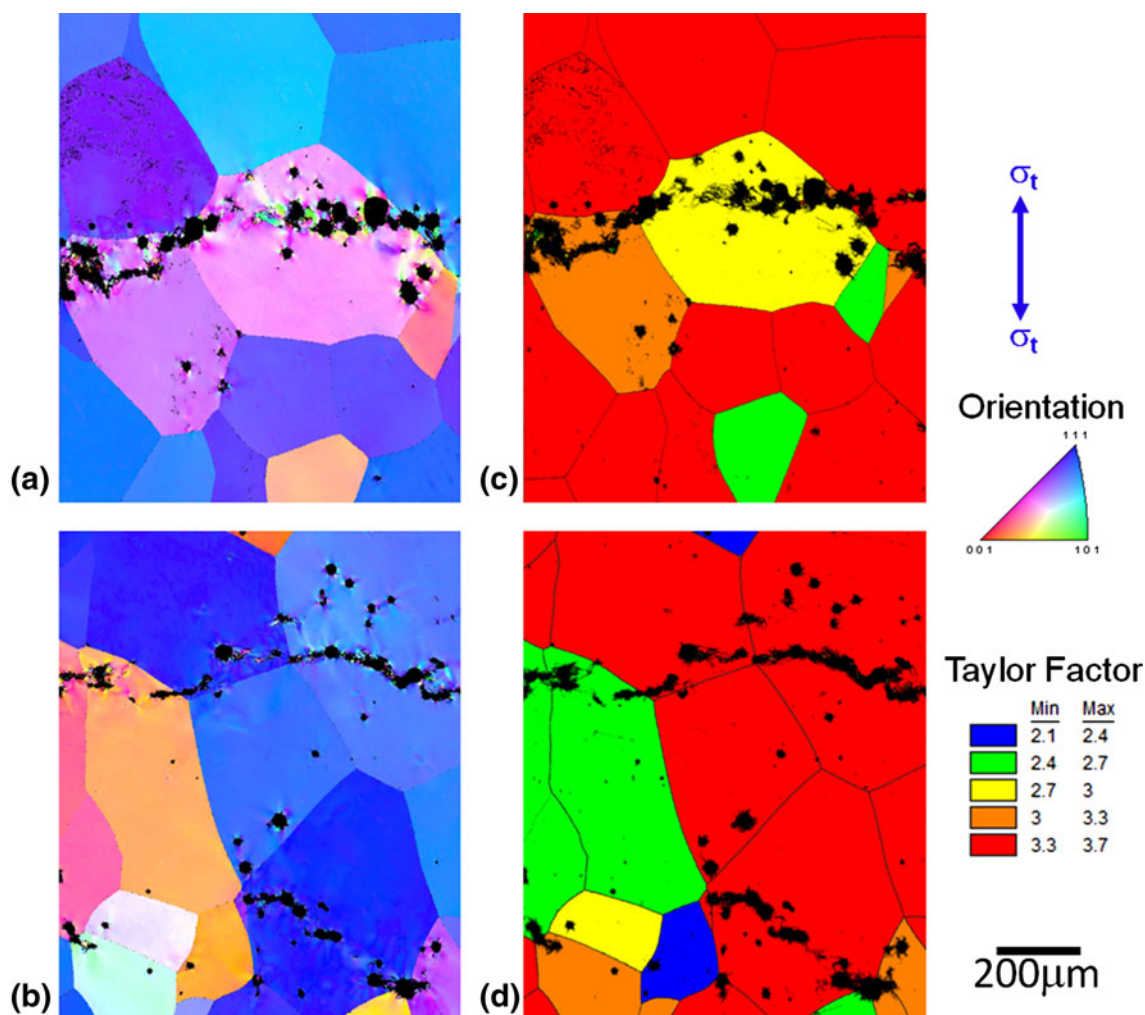 (a)
(c)
σt
σt
Orientation
111
001
101
(b)
(d)
Taylor Factor
Min Max
2.1 2.4
2.4 2.7
2.7 3
3 3.3
3.3 3.7
200μm